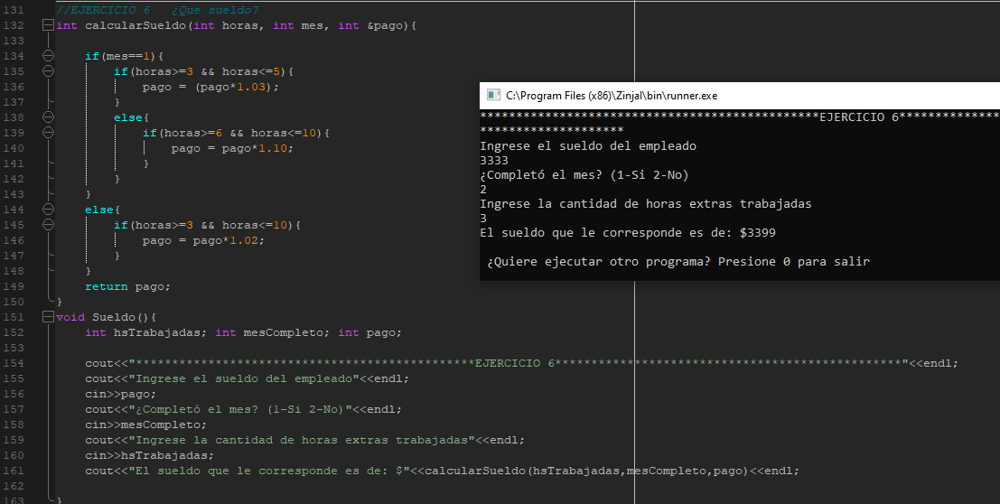 131 //EJERCICIO 6   ¿Que sueldo?
132 int calcularSueldo(int horas, int mes, int &pago){
133
134     if(mes==1){
135         if(horas>=3 && horas<=5){
136             pago = (pago*1.03);
137         }
138         else{
139             if(horas>=6 && horas<=10){
140                 pago = pago*1.10;
141             }
142         }
143     }
144     else{
145         if(horas>=3 && horas<=10){
146             pago = pago*1.02;
147         }
148     }
149     return pago;
150 }
151 void Sueldo(){
152     int hsTrabajadas; int mesCompleto; int pago;
153
154     cout<<"***********************************************EJERCICIO 6************************************************"<<endl;
155     cout<<"Ingrese el sueldo del empleado"<<endl;
156     cin>>pago;
157     cout<<"¿Completó el mes? (1-Si 2-No)"<<endl;
158     cin>>mesCompleto;
159     cout<<"Ingrese la cantidad de horas extras trabajadas"<<endl;
160     cin>>hsTrabajadas;
161     cout<<"El sueldo que le corresponde es de: $"<<calcularSueldo(hsTrabajadas,mesCompleto,pago)<<endl;
162
163 }
C:\Program Files (x86)\Zinjal\bin\runner.exe
***********************************************EJERCICIO 6**************
********************
Ingrese el sueldo del empleado
3333
¿Completó el mes? (1-Si 2-No)
2
Ingrese la cantidad de horas extras trabajadas
3
El sueldo que le corresponde es de: $3399
¿Quiere ejecutar otro programa? Presione 0 para salir